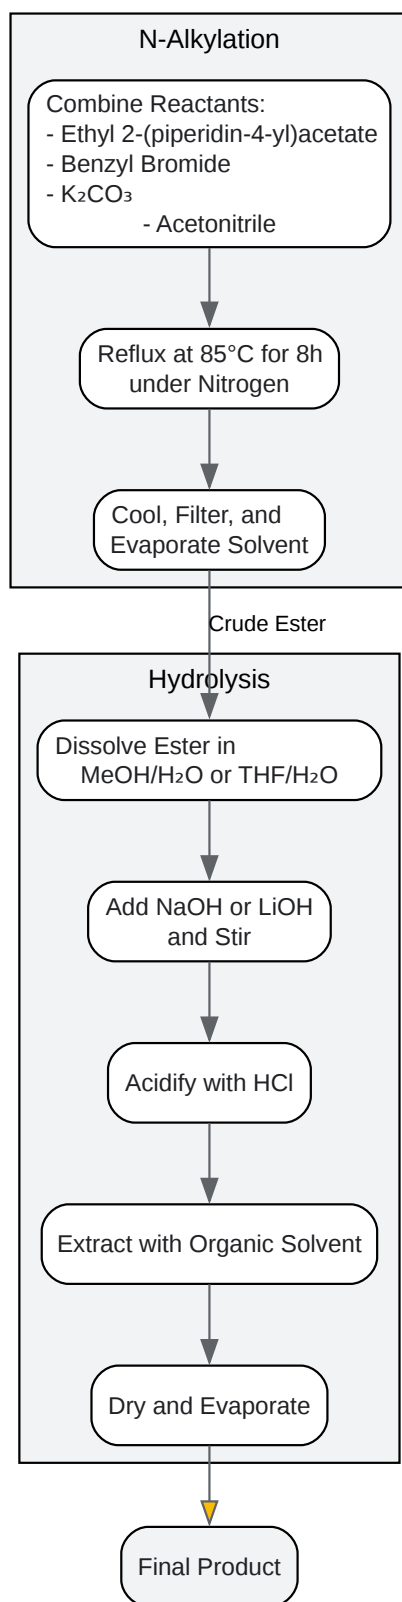 N-Alkylation
Combine Reactants:
- Ethyl 2-(piperidin-4-yl)acetate
- Benzyl Bromide
- K₂CO₃
- Acetonitrile
Reflux at 85°C for 8h
under Nitrogen
Cool, Filter, and
Evaporate Solvent
Crude Ester
Hydrolysis
Dissolve Ester in
MeOH/H₂O or THF/H₂O
Add NaOH or LiOH
and Stir
Acidify with HCl
Extract with Organic Solvent
Dry and Evaporate
Final Product